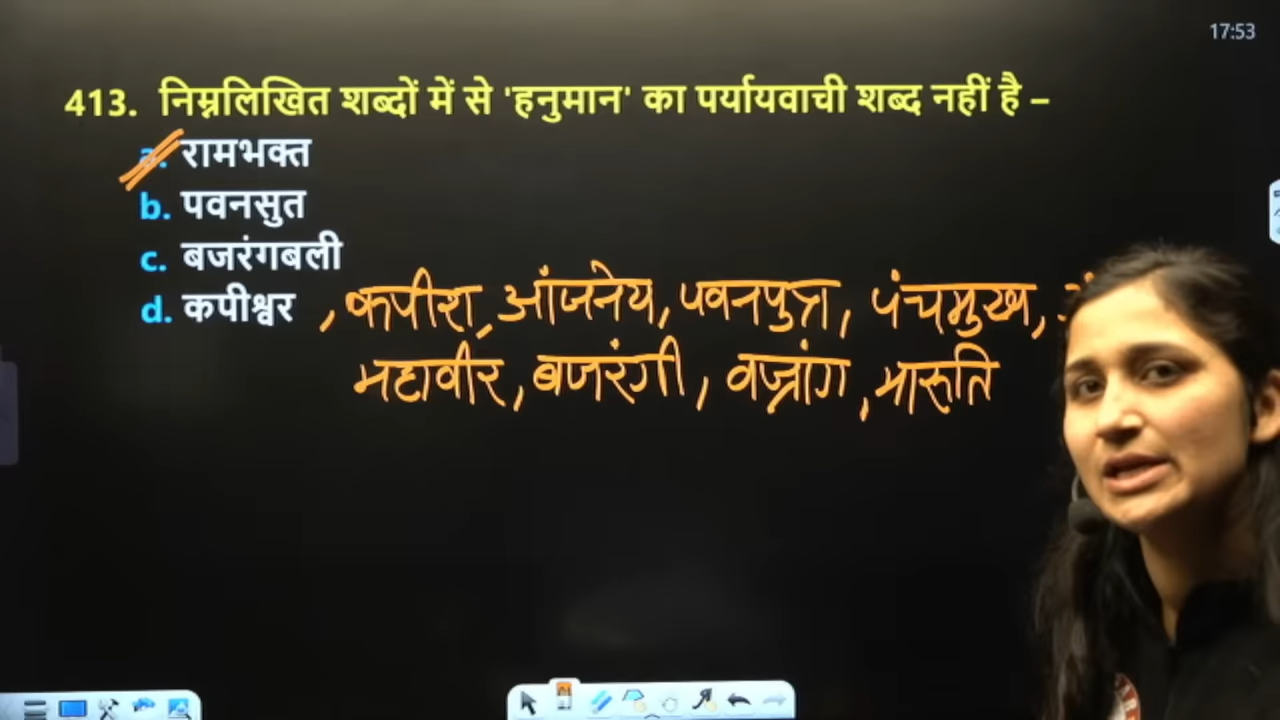 17:53
413. निम्नलिखित शब्दों में से 'हनुमान' का पर्यायवाची शब्द नहीं है –
a. रामभक्त
b. पवनसुत
c. बजरंगबली
d. कपीश्वर , कपीश, आंजनेय, पवनपुत्र, पंचमुख,
महावीर, बजरंगी, वज्रांग, मारूति